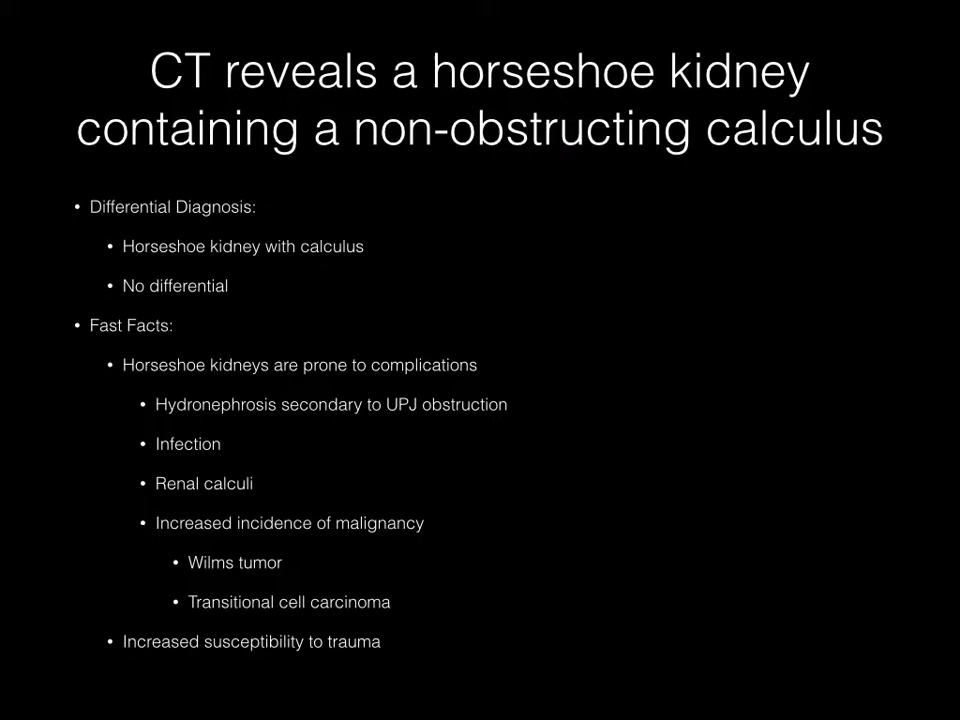 CT reveals a horseshoe kidney
containing a non-obstructing calculus
• Differential Diagnosis:
• Horseshoe kidney with calculus
• No differential
• Fast Facts:
• Horseshoe kidneys are prone to complications
• Hydronephrosis secondary to UPJ obstruction
• Infection
• Renal calculi
• Increased incidence of malignancy
• Wilms tumor
• Transitional cell carcinoma
• Increased susceptibility to trauma